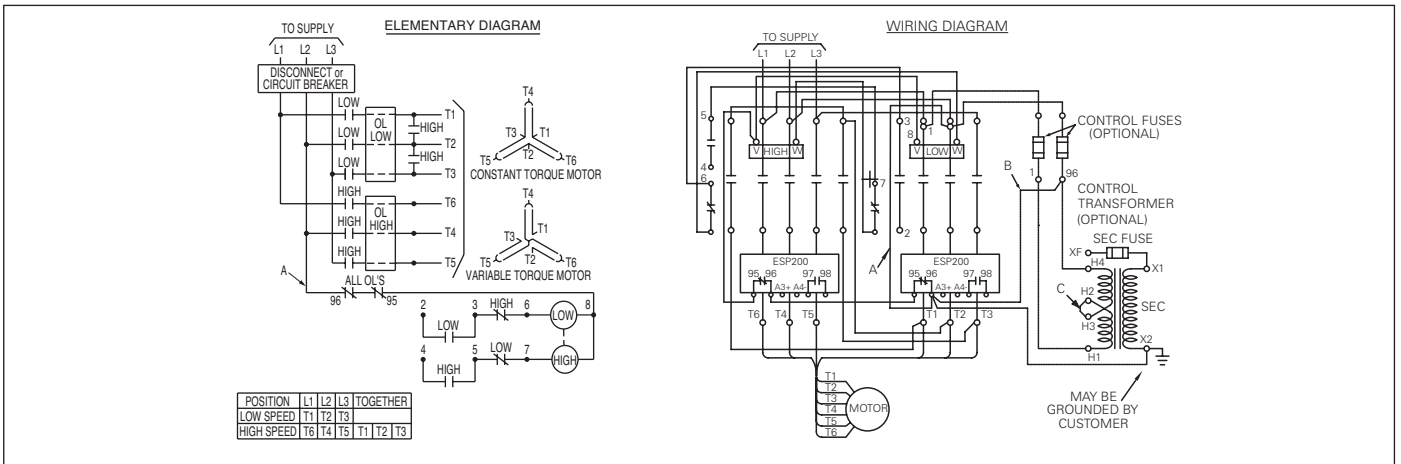 ELEMENTARY DIAGRAM
TO SUPPLY
L1 L2 L3
DISCONNECT or
CIRCUIT BREAKER
LOW
OL
LOW
T1
HIGH
LOW
T2
HIGH
LOW
T3
HIGH
OL
HIGH
T6
HIGH
T4
HIGH
T5
T4
T3 T1
T2
T5 T6
CONSTANT TORQUE MOTOR
T4
T1
T3
T2
T5 T6
VARIABLE TORQUE MOTOR
A
ALL OL'S
96 95
2 3 HIGH 6 LOW 8
LOW
4 5 LOW 7 HIGH
HIGH
POSITION L1 L2 L3 TOGETHER
LOW SPEED T1 T2 T3
HIGH SPEED T6 T4 T5 T1 T2 T3
WIRING DIAGRAM
TO SUPPLY
L1 L2 L3
5
3
8 1
V HIGH W
V LOW W
4
6
7
2
A
B
CONTROL FUSES
(OPTIONAL)
1 96
CONTROL
TRANSFORMER
(OPTIONAL)
SEC FUSE
XF
H4 X1
H2
C
SEC
H3
X2
H1
ESP200
95 96 97 98
A3+ A4-
ESP200
95 96 97 98
A3+ A4-
T6 T4 T5
T1 T2 T3
T1
T2
T3
T4
T5
T6
MOTOR
MAY BE
GROUNDED BY
CUSTOMER